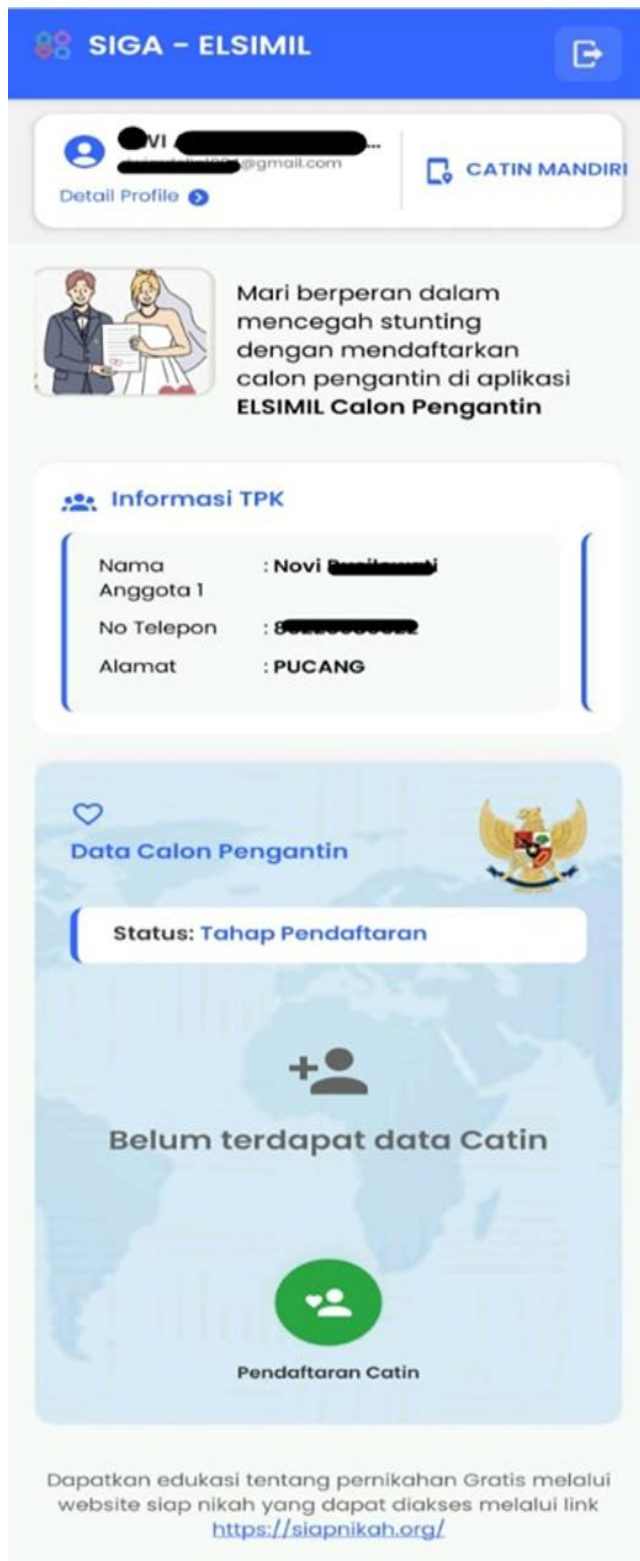 SIGA - ELSIMIL
VI
@gmail.com
CATIN MANDIRI
Detail Profile
Mari berperan dalam
mencegah stunting
dengan mendaftarkan
calon pengantin di aplikasi
ELSIMIL Calon Pengantin
Informasi TPK
Nama : Novi
Anggota 1
No Telepon : 8
Alamat : PUCANG
Data Calon Pengantin
Status: Tahap Pendaftaran
Belum terdapat data Catin
Pendaftaran Catin
Dapatkan edukasi tentang pernikahan Gratis melalui
website siap nikah yang dapat diakses melalui link
https://siapnikah.org/